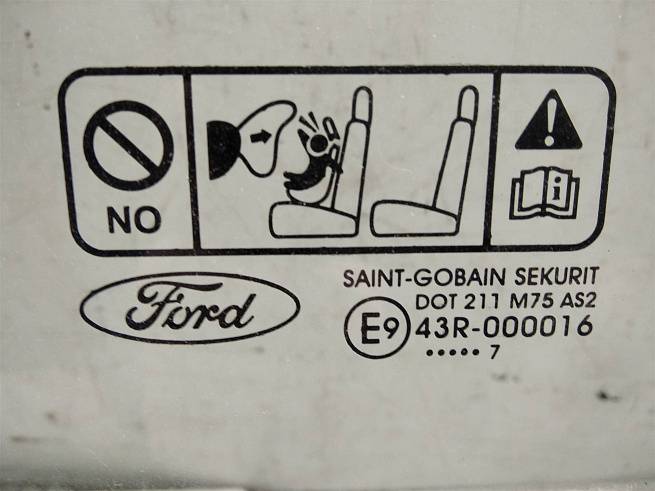 NO
i
Ford
SAINT-GOBAIN SEKURIT
DOT 211 M75 AS2
E9 43R-000016
..... 7